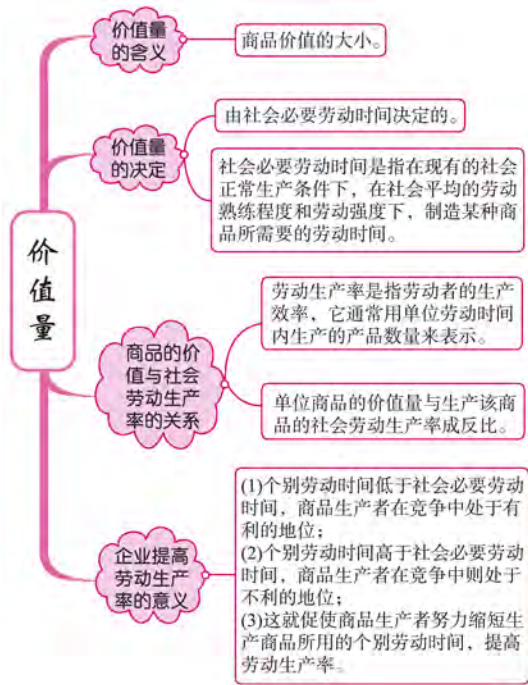 价值量
价值量
的含义
商品价值的大小。
价值量
的决定
由社会必要劳动时间决定的。
社会必要劳动时间是指在现有的社会
正常生产条件下，在社会平均的劳动
熟练程度和劳动强度下，制造某种商
品所需要的劳动时间。
商品的价
值与社会
劳动生产
率的关系
劳动生产率是指劳动者的生产
效率，它通常用单位劳动时间
内生产的产品数量来表示。
单位商品的价值量与生产该商
品的社会劳动生产率成反比。
企业提高
劳动生产
率的意义
(1)个别劳动时间低于社会必要劳动
时间，商品生产者在竞争中处于有
利的地位；
(2)个别劳动时间高于社会必要劳动
时间，商品生产者在竞争中则处于
不利的地位；
(3)这就促使商品生产者努力缩短生
产商品所用的个别劳动时间，提高
劳动生产率。